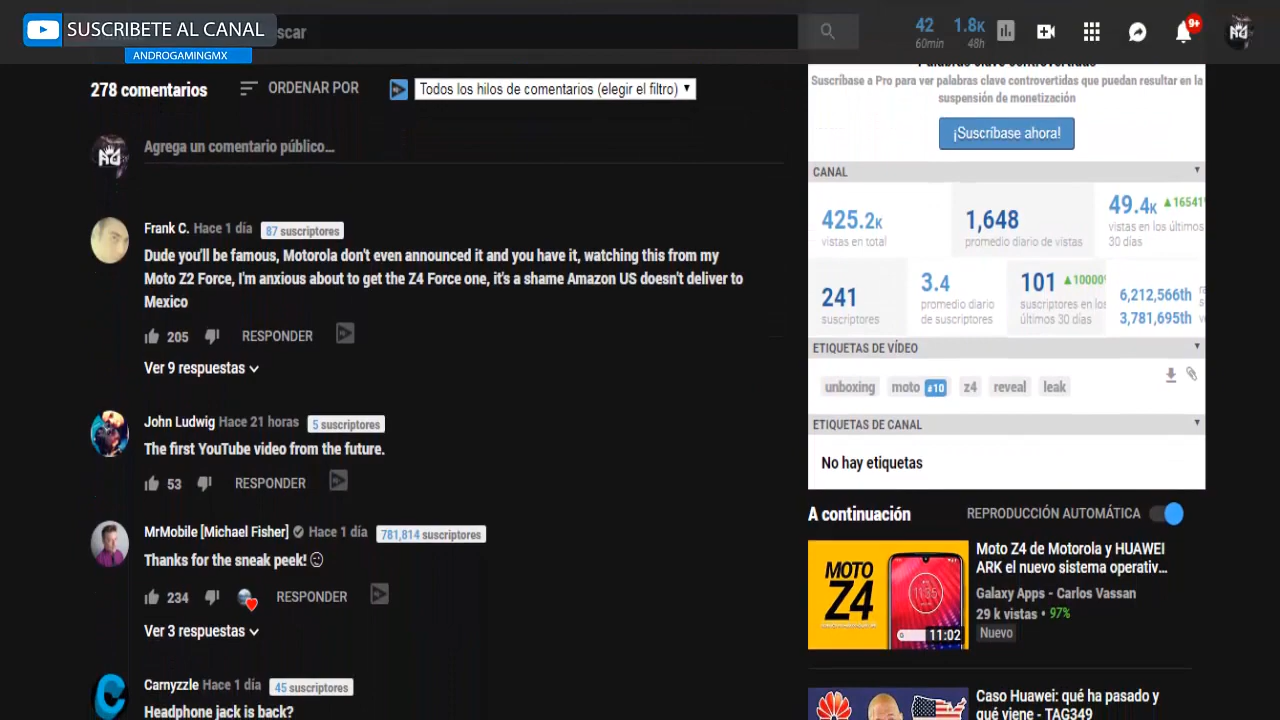 SUSCRIBETE AL CANAL
ANDROGAMINGMX
scar
42
60min
1.8K
48h
9+
278 comentarios
ORDENAR POR
Todos los hilos de comentarios (elegir el filtro)
Agrega un comentario público...
Frank C. Hace 1 día 87 suscriptores
Dude you'll be famous, Motorola don't even announced it and you have it, watching this from my
Moto Z2 Force, I'm anxious about to get the Z4 Force one, it's a shame Amazon US doesn't deliver to
Mexico
205 RESPONDER
Ver 9 respuestas
John Ludwig Hace 21 horas 5 suscriptores
The first YouTube video from the future.
53 RESPONDER
MrMobile [Michael Fisher] Hace 1 día 781,814 suscriptores
Thanks for the sneak peek!
234 RESPONDER
Ver 3 respuestas
Carnyzzle Hace 1 día 45 suscriptores
Headphone jack is back?
Palabras clave controvertidas
Suscríbase a Pro para ver palabras clave controvertidas que puedan resultar en la
suspensión de monetización
¡Suscríbase ahora!
CANAL
425.2k
vistas en total
1,648
promedio diario de vistas
49.4k ▲16541
vistas en los últimos
30 días
241
suscriptores
3.4
promedio diario
de suscriptores
101 ▲10000
suscriptores en los
últimos 30 días
6,212,566th
3,781,695th
ETIQUETAS DE VÍDEO
unboxing moto #10 z4 reveal leak
ETIQUETAS DE CANAL
No hay etiquetas
A continuación REPRODUCCIÓN AUTOMÁTICA
MOTO
Z4
11:02
Moto Z4 de Motorola y HUAWEI
ARK el nuevo sistema operativ...
Galaxy Apps - Carlos Vassan
29 k vistas • 97%
Nuevo
Caso Huawei: qué ha pasado y
qué viene - TAG349